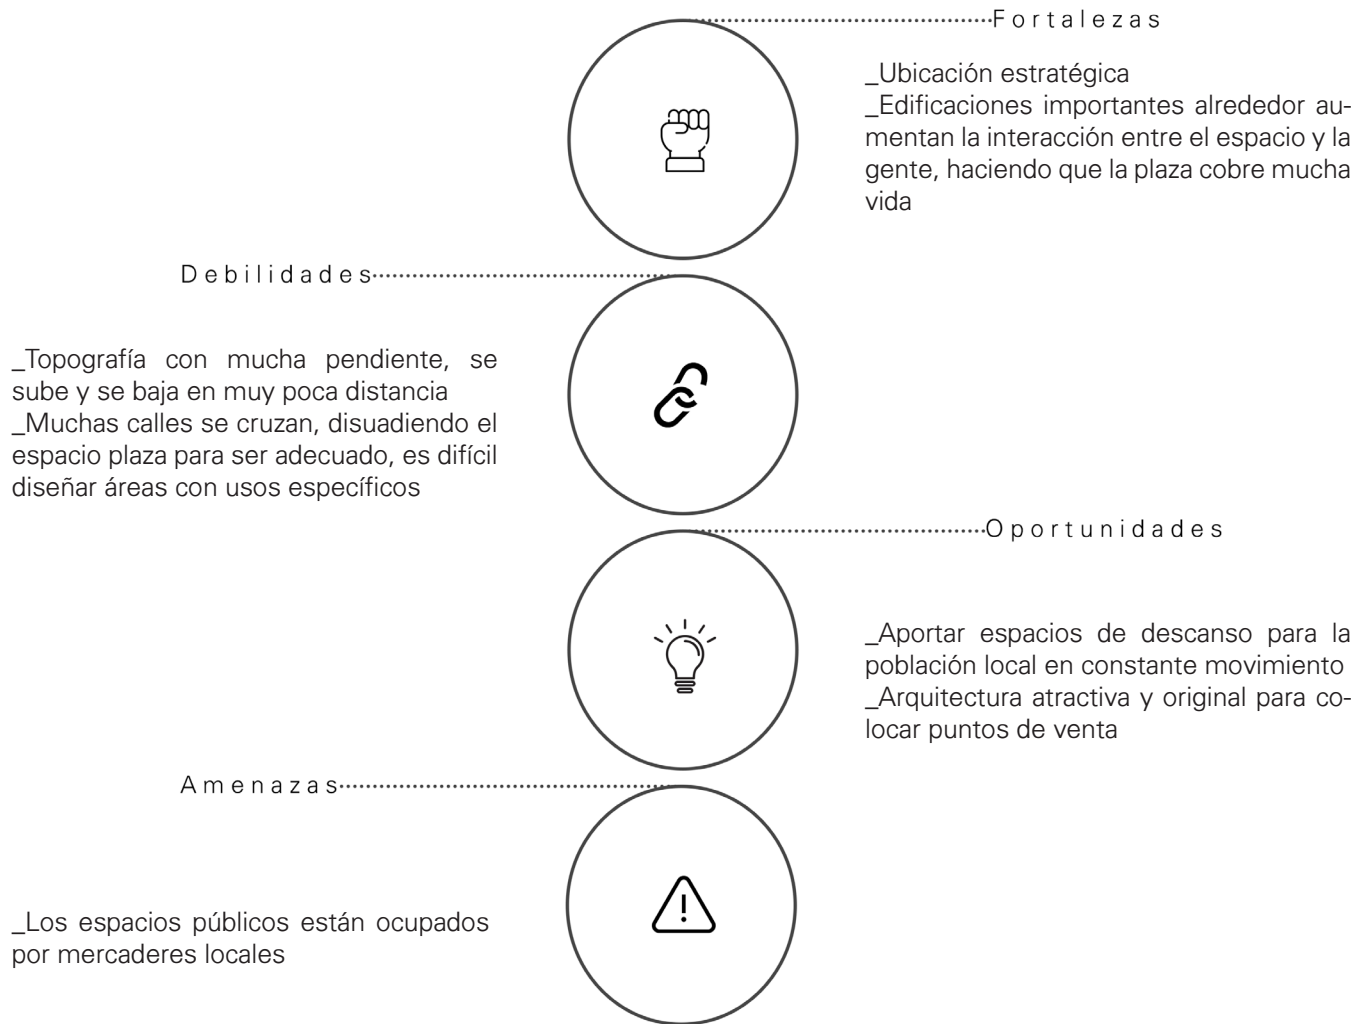 Fortalezas
_Ubicación estratégica
_Edificaciones importantes alrededor au-
mentan la interacción entre el espacio y la
gente, haciendo que la plaza cobre mucha
vida
Debilidades
_Topografía con mucha pendiente, se
sube y se baja en muy poca distancia
_Muchas calles se cruzan, disuadiendo el
espacio plaza para ser adecuado, es difícil
diseñar áreas con usos específicos
Oportunidades
_Aportar espacios de descanso para la
población local en constante movimiento
_Arquitectura atractiva y original para co-
locar puntos de venta
Amenazas
_Los espacios públicos están ocupados
por mercaderes locales